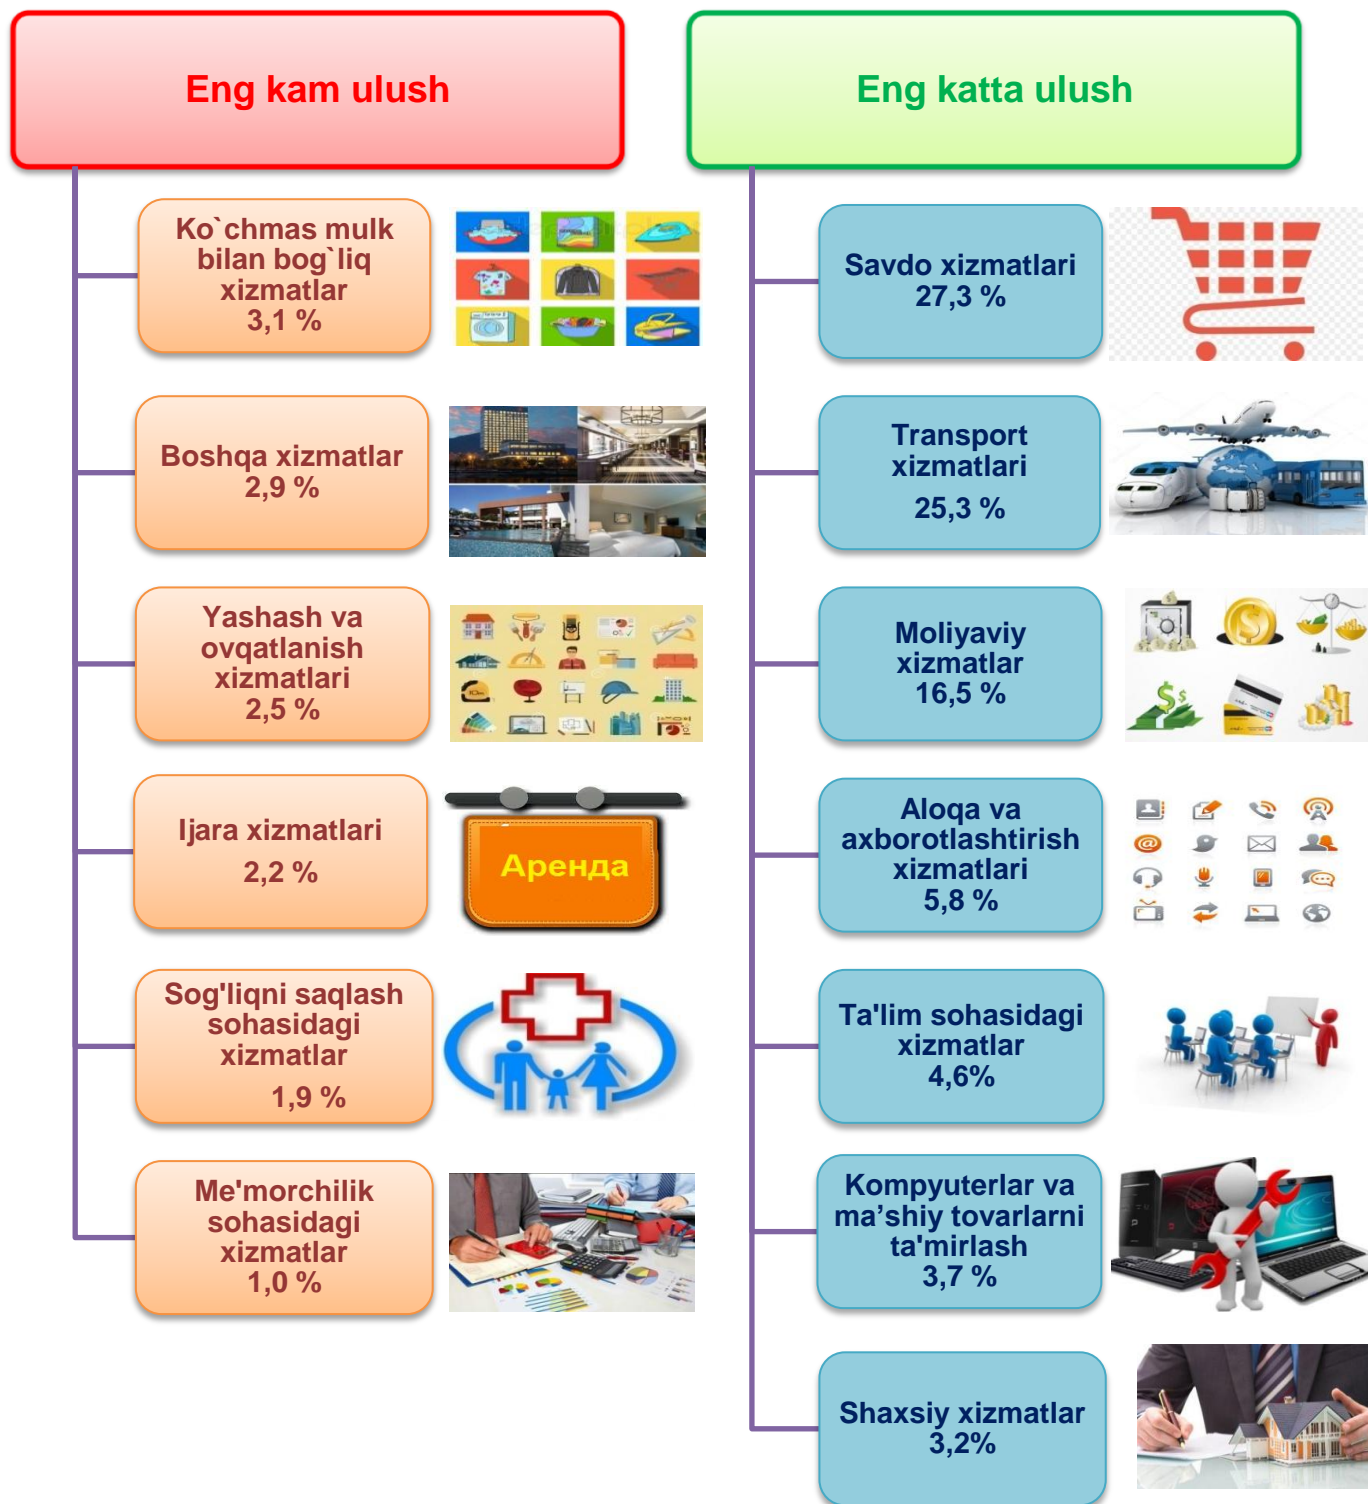 Eng kam ulush
Ko`chmas mulk
bilan bog`liq
xizmatlar
3,1 %
Boshqa xizmatlar
2,9 %
Yashash va
ovqatlanish
xizmatlari
2,5 %
Ijara xizmatlari
2,2 %
Аренда
Sog'liqni saqlash
sohasidagi
xizmatlar
1,9 %
Me'morchilik
sohasidagi
xizmatlar
1,0 %
Eng katta ulush
Savdo xizmatlari
27,3 %
Transport
xizmatlari
25,3 %
Moliyaviy
xizmatlar
16,5 %
Aloqa va
axborotlashtirish
xizmatlari
5,8 %
Ta'lim sohasidagi
xizmatlar
4,6%
Kompyuterlar va
ma’shiy tovarlarni
ta'mirlash
3,7 %
Shaxsiy xizmatlar
3,2%